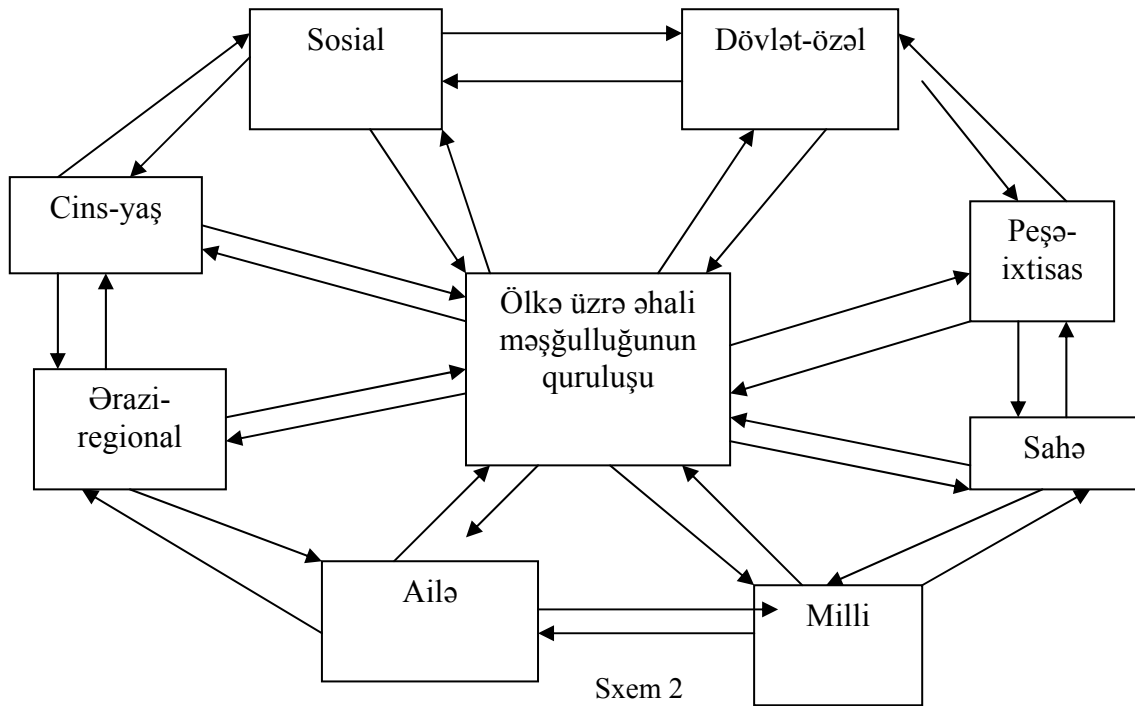 Sosial
Dövlət-özəl
Cins-yaş
Peşə-
ixtisas
Ölkə üzrə əhali
məşğulluğunun
quruluşu
Ərazi-
regional
Sahə
Ailə
Milli
Sxem 2